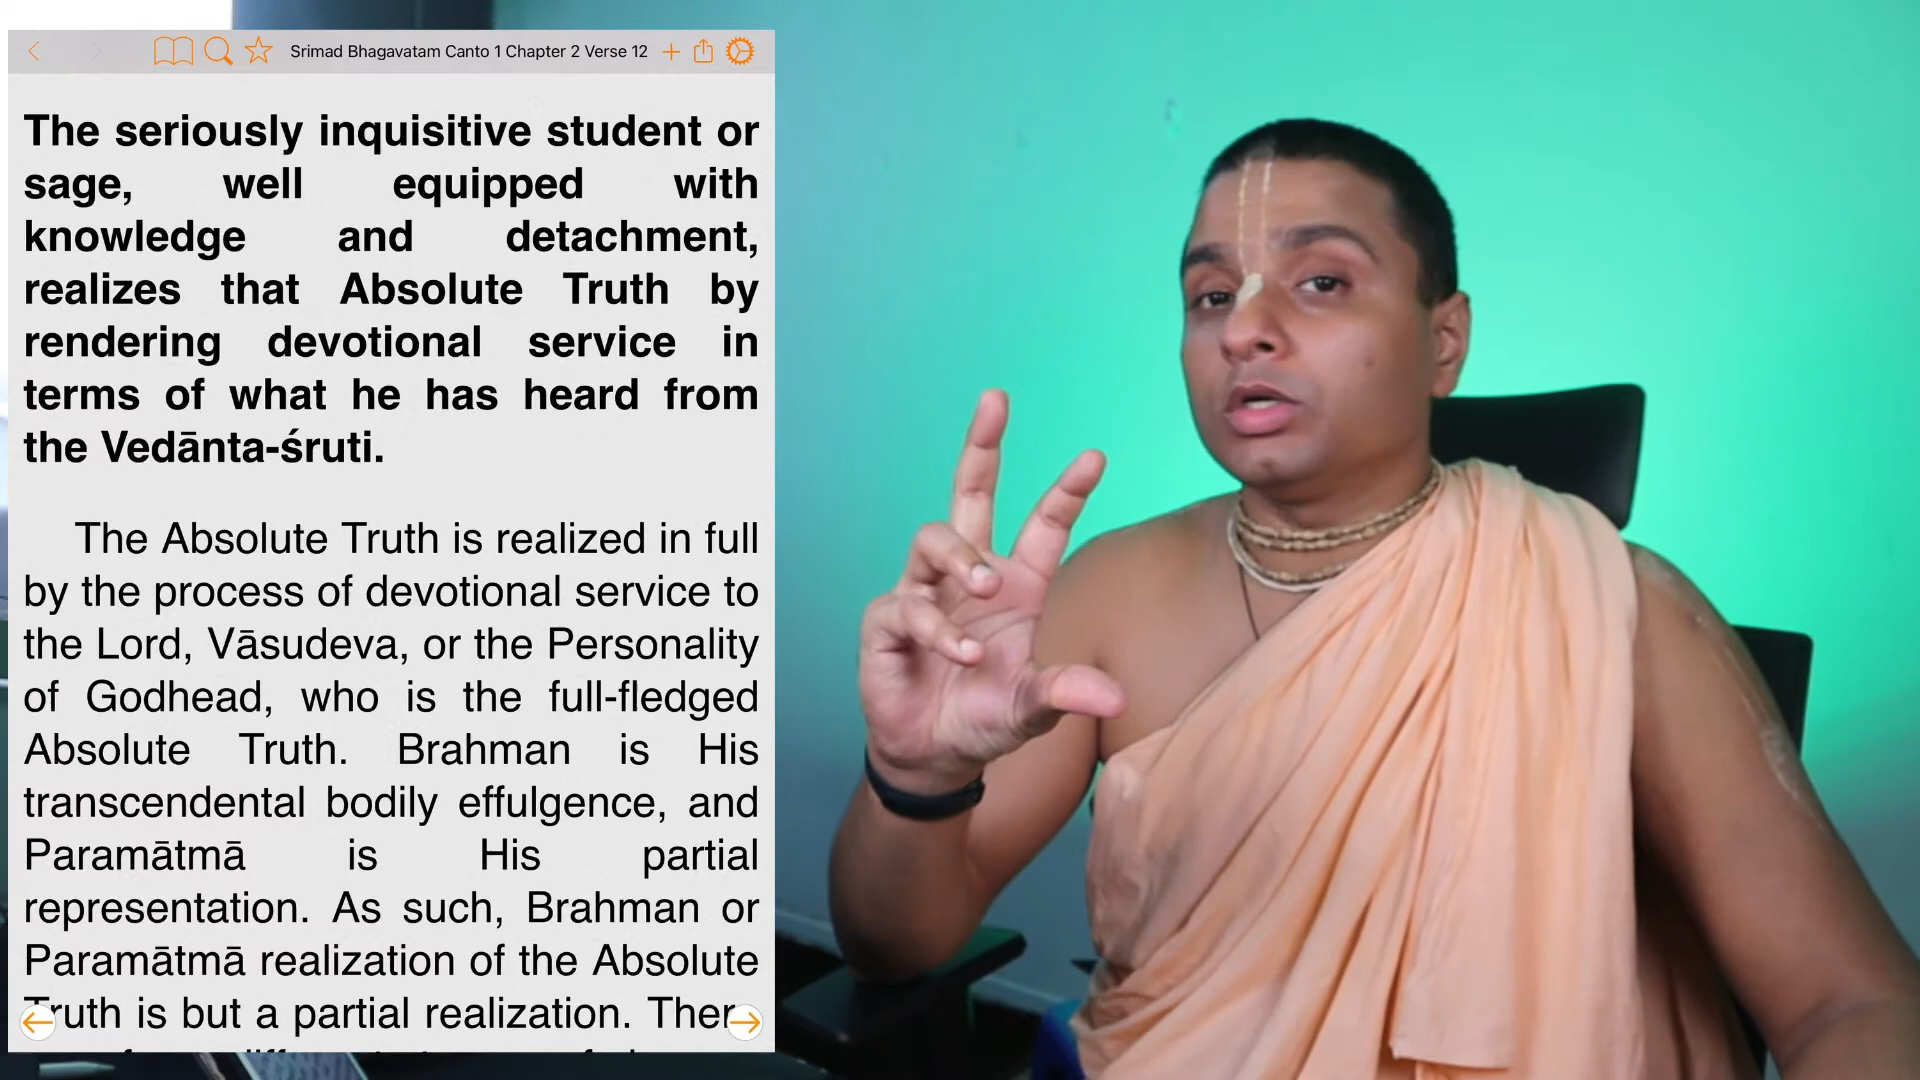 Srimad Bhagavatam Canto 1 Chapter 2 Verse 12
The seriously inquisitive student or
sage, well equipped with
knowledge and detachment,
realizes that Absolute Truth by
rendering devotional service in
terms of what he has heard from
the Vedānta-śruti.
The Absolute Truth is realized in full
by the process of devotional service to
the Lord, Vāsudeva, or the Personality
of Godhead, who is the full-fledged
Absolute Truth. Brahman is His
transcendental bodily effulgence, and
Paramātmā is His partial
representation. As such, Brahman or
Paramātmā realization of the Absolute
Truth is but a partial realization.